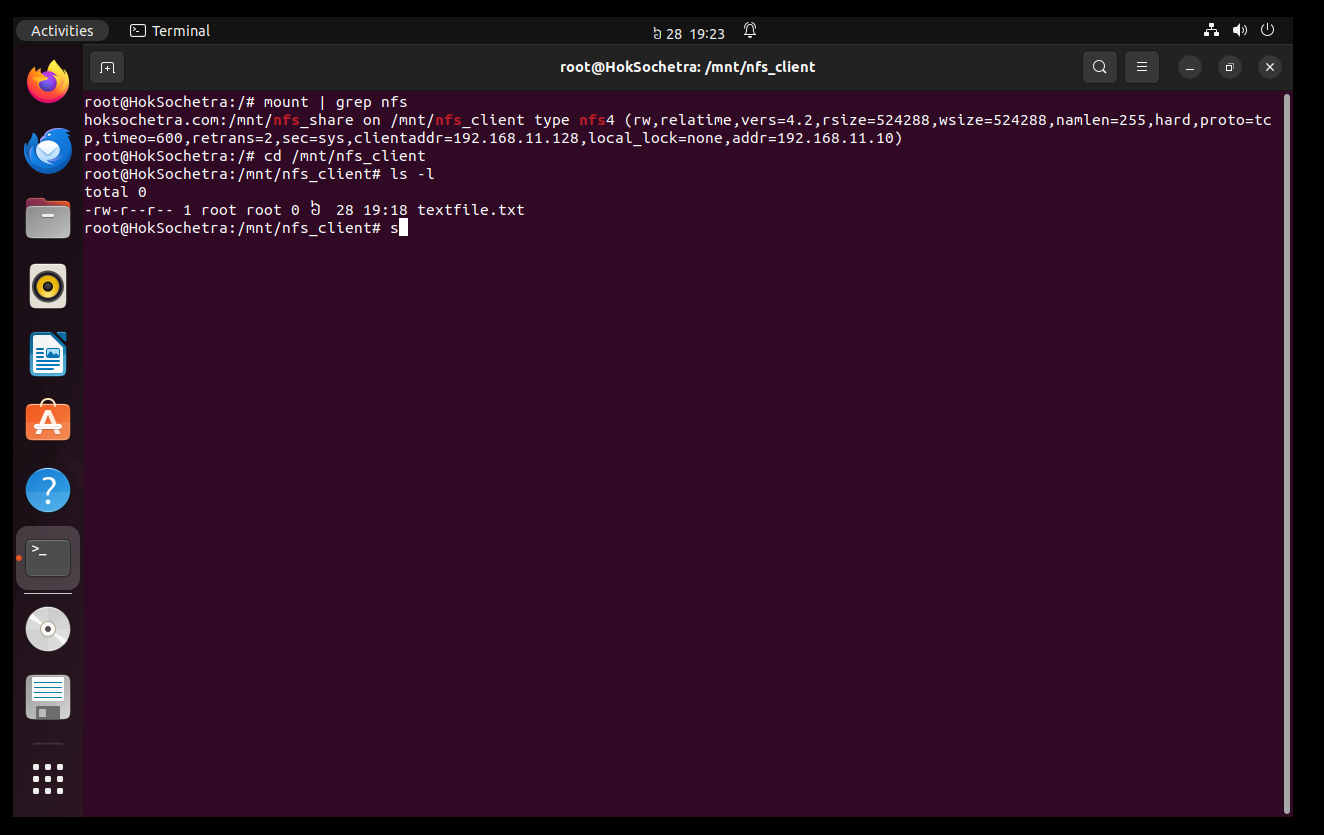 Activities
Terminal
៦ 28 19:23
root@HokSochetra: /mnt/nfs_client
root@HokSochetra:/# mount | grep nfs
hoksochetra.com:/mnt/nfs_share on /mnt/nfs_client type nfs4 (rw,relatime,vers=4.2,rsize=524288,wsize=524288,namlen=255,hard,proto=tc
p,timeo=600,retrans=2,sec=sys,clientaddr=192.168.11.128,local_lock=none,addr=192.168.11.10)
root@HokSochetra:/# cd /mnt/nfs_client
root@HokSochetra:/mnt/nfs_client# ls -l
total 0
-rw-r--r-- 1 root root 0 ៦ 28 19:18 textfile.txt
root@HokSochetra:/mnt/nfs_client# s